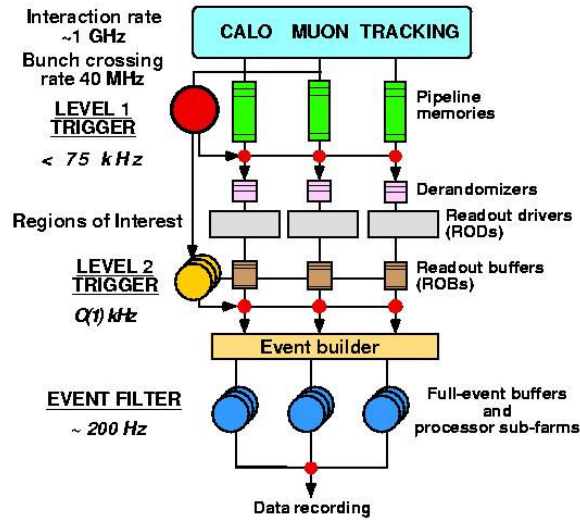 Interaction rate
~1 GHz
CALO MUON TRACKING
Bunch crossing
rate 40 MHz
LEVEL 1
TRIGGER
< 75 kHz
Pipeline
memories
Derandomizers
Regions of Interest
Readout drivers
(RODs)
LEVEL 2
TRIGGER
O(1) kHz
Readout buffers
(ROBs)
Event builder
EVENT FILTER
~ 200 Hz
Full-event buffers
and
processor sub-farms
Data recording